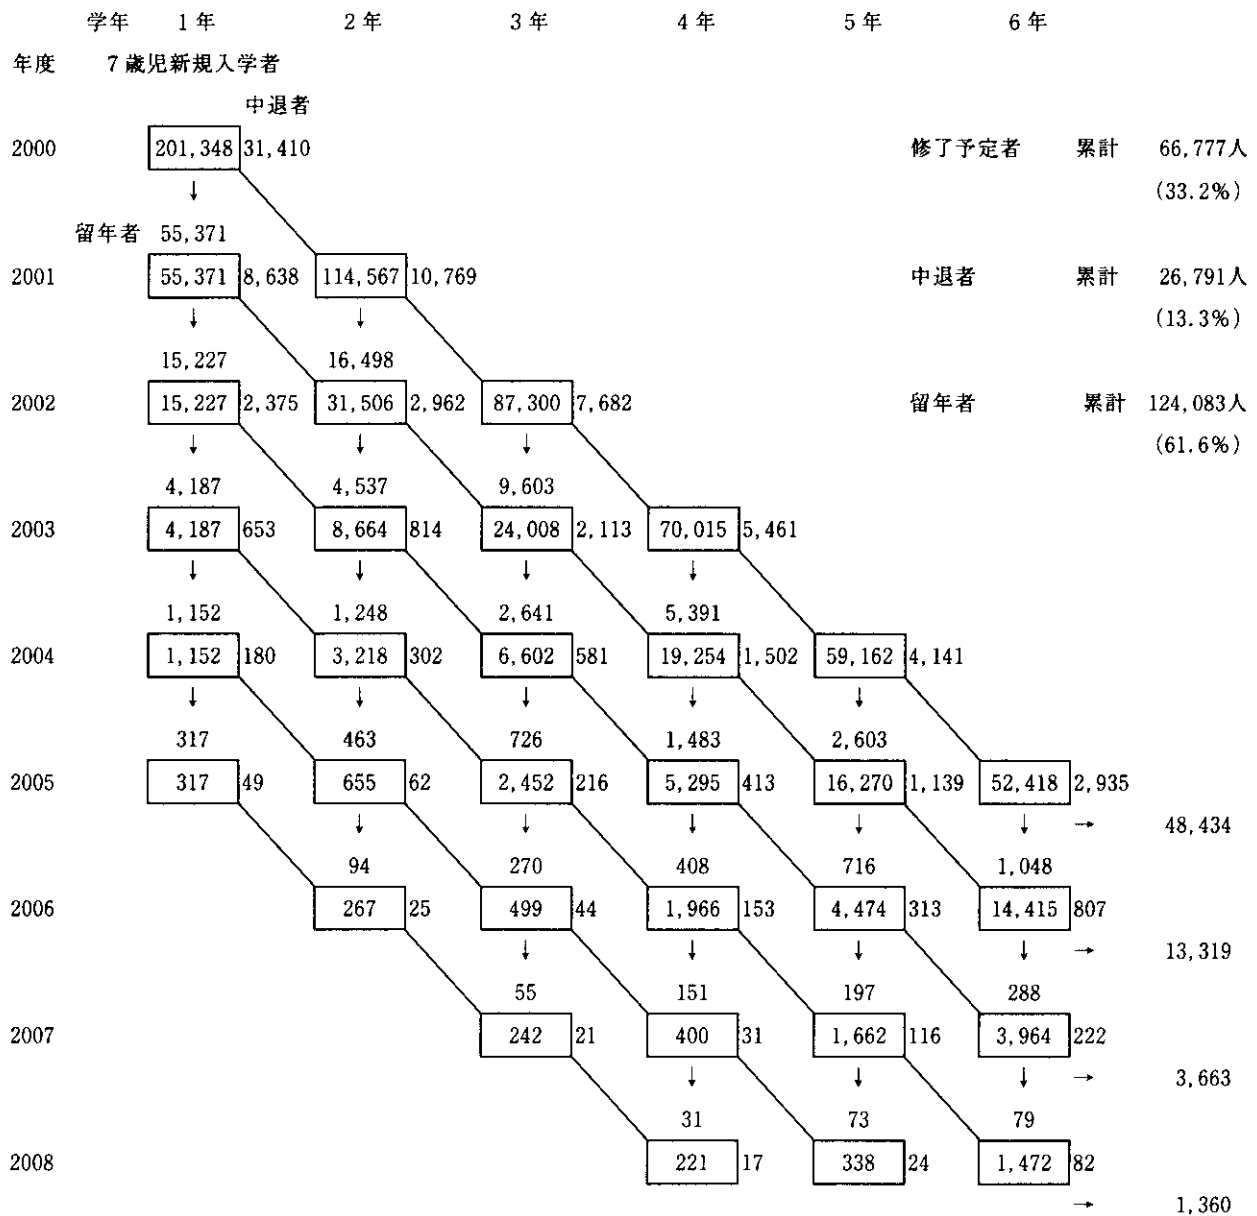 学年 1年 2年 3年 4年 5年 6年
年度 7歳児新規入学者
中退者
2000 201,348 31,410 修了予定者 累計 66,777人
↓ (33.2%)
留年者 55,371
2001 55,371 8,638 114,567 10,769 中退者 累計 26,791人
↓ ↓ (13.3%)
15,227 16,498
2002 15,227 2,375 31,506 2,962 87,300 7,682 留年者 累計 124,083人
↓ ↓ ↓ (61.6%)
4,187 4,537 9,603
2003 4,187 653 8,664 814 24,008 2,113 70,015 5,461
↓ ↓ ↓ ↓
1,152 1,248 2,641 5,391
2004 1,152 180 3,218 302 6,602 581 19,254 1,502 59,162 4,141
↓ ↓ ↓ ↓ ↓
317 463 726 1,483 2,603
2005 317 49 655 62 2,452 216 5,295 413 16,270 1,139 52,418 2,935
↓ ↓ ↓ ↓ ↓ → 48,434
94 270 408 716 1,048
2006 267 25 499 44 1,966 153 4,474 313 14,415 807
↓ ↓ ↓ ↓ → 13,319
55 151 197 288
2007 242 21 400 31 1,662 116 3,964 222
↓ ↓ ↓ → 3,663
31 73 79
2008 221 17 338 24 1,472 82
→ 1,360